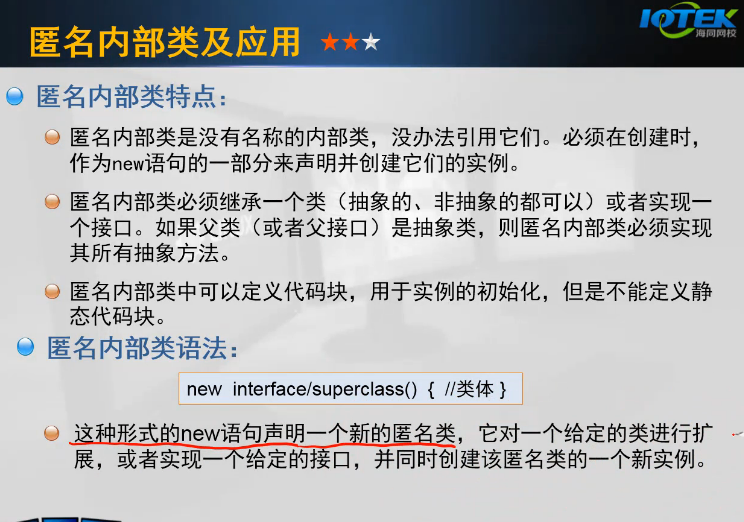 匿名内部类及应用
IOTEK
海同网校
匿名内部类特点：
匿名内部类是没有名称的内部类，没办法引用它们。必须在创建时，
作为new语句的一部分来声明并创建它们的实例。
匿名内部类必须继承一个类（抽象的、非抽象的都可以）或者实现一
个接口。如果父类（或者父接口）是抽象类，则匿名内部类必须实现
其所有抽象方法。
匿名内部类中可以定义代码块，用于实例的初始化，但是不能定义静
态代码块。
匿名内部类语法：
new interface/superclass() { //类体 }
这种形式的new语句声明一个新的匿名类，它对一个给定的类进行扩
展，或者实现一个给定的接口，并同时创建该匿名类的一个新实例。